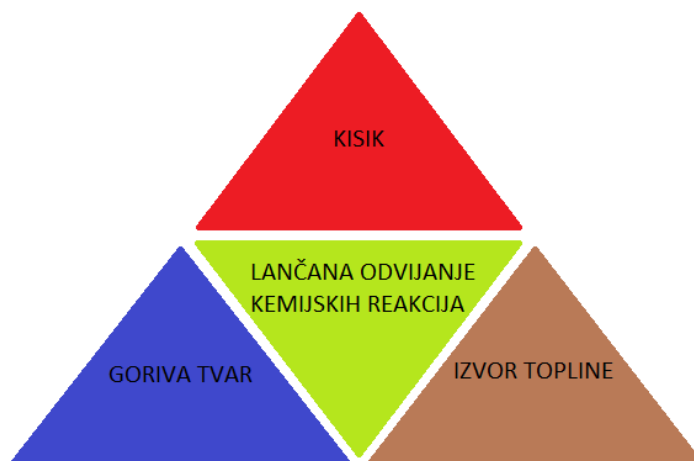 KISIK
LANČANA ODVIJANJE
KEMIJSKIH REAKCIJA
GORIVA TVAR
IZVOR TOPLINE